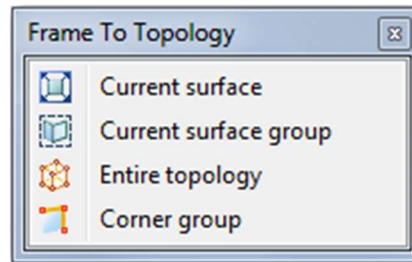 Frame To Topology
Current surface
Current surface group
Entire topology
Corner group